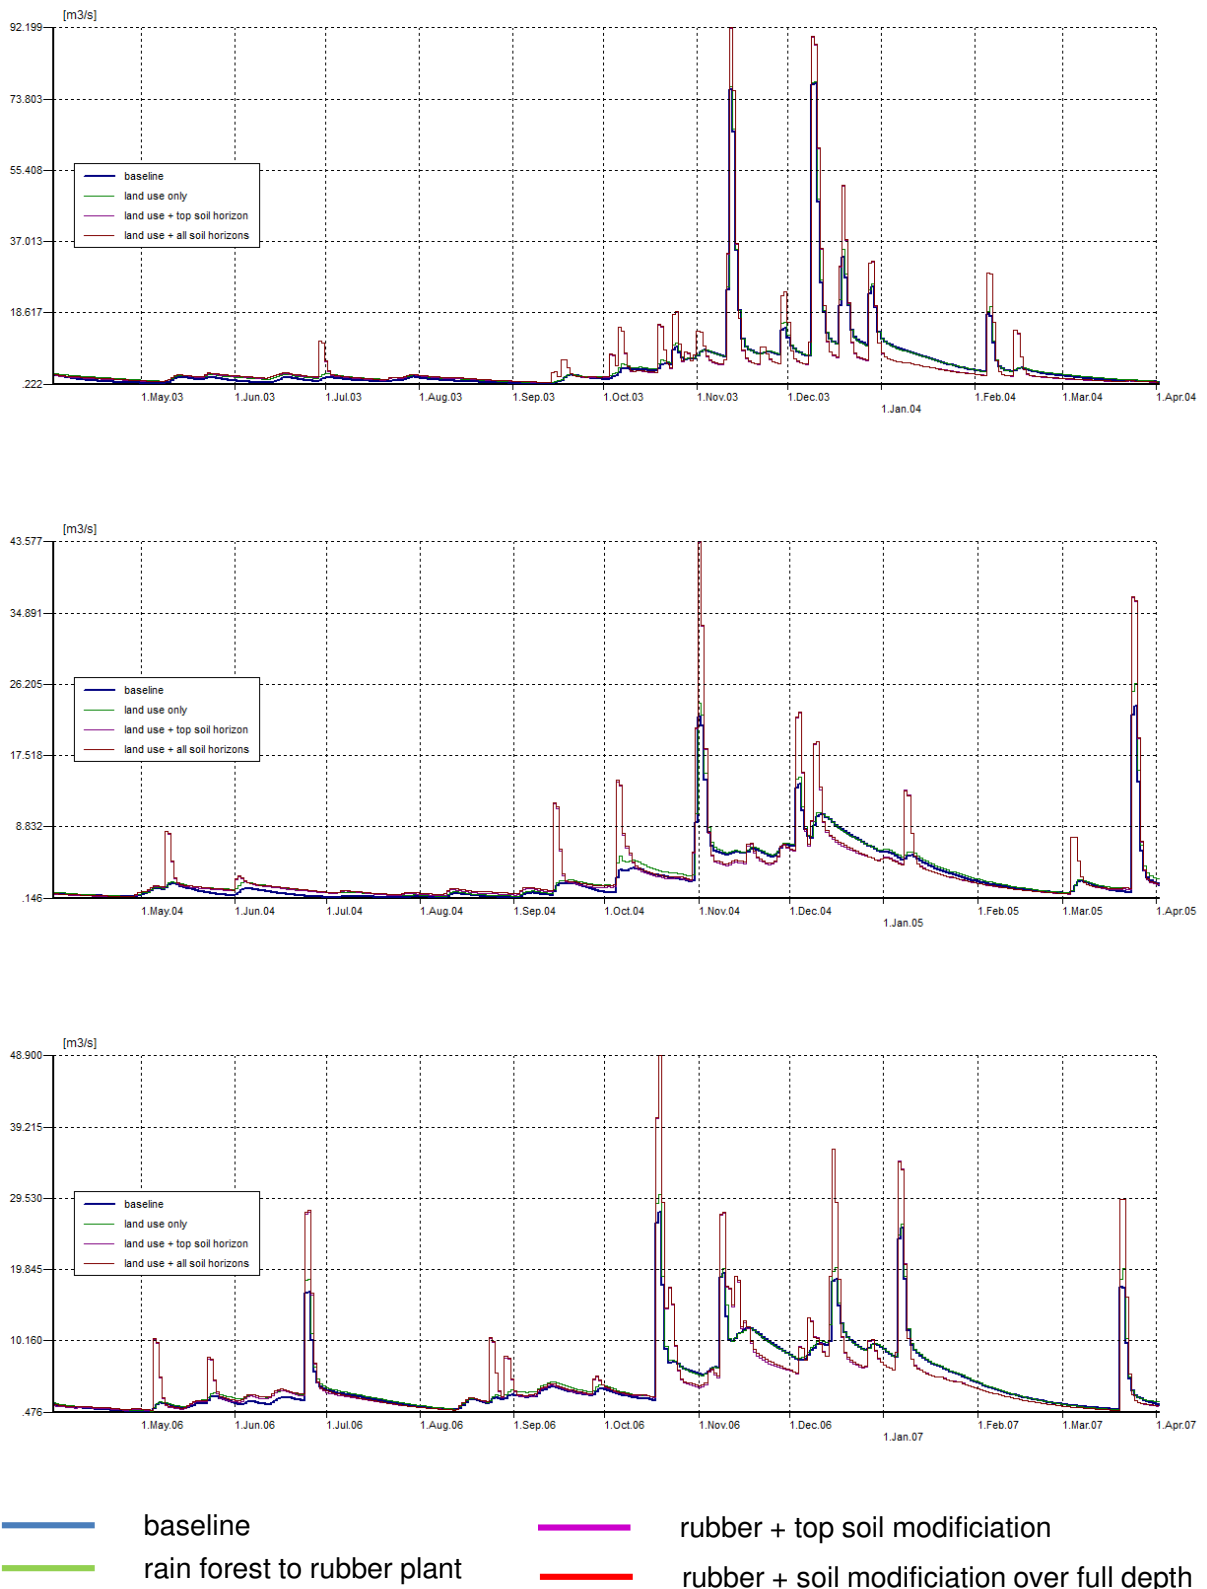 [m3/s]
92.199
73.803
55.408
37.013
18.617
.222
baseline
land use only
land use + top soil horizon
land use + all soil horizons
1.May.03 1.Jun.03 1.Jul.03 1.Aug.03 1.Sep.03 1.Oct.03 1.Nov.03 1.Dec.03 1.Jan.04 1.Feb.04 1.Mar.04 1.Apr.04
[m3/s]
43.577
34.891
26.205
17.518
8.832
.146
baseline
land use only
land use + top soil horizon
land use + all soil horizons
1.May.04 1.Jun.04 1.Jul.04 1.Aug.04 1.Sep.04 1.Oct.04 1.Nov.04 1.Dec.04 1.Jan.05 1.Feb.05 1.Mar.05 1.Apr.05
[m3/s]
48.900
39.215
29.530
19.845
10.160
.476
baseline
land use only
land use + top soil horizon
land use + all soil horizons
1.May.06 1.Jun.06 1.Jul.06 1.Aug.06 1.Sep.06 1.Oct.06 1.Nov.06 1.Dec.06 1.Jan.07 1.Feb.07 1.Mar.07 1.Apr.07
baseline
rain forest to rubber plant
rubber + top soil modificiation
rubber + soil modificiation over full depth